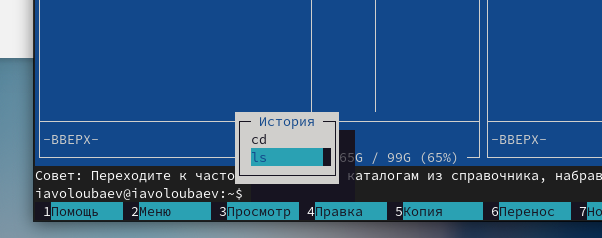 История
cd
-ВВЕРХ-
-ВВЕРХ-
ls
65G / 99G (65%)
Совет: Переходите к часто каталогам из справочника, набрав
iavoloubaev@iavoloubaev:~$
1Помощь 2Меню 3Просмотр 4Правка 5Копия 6Перенос 7Но